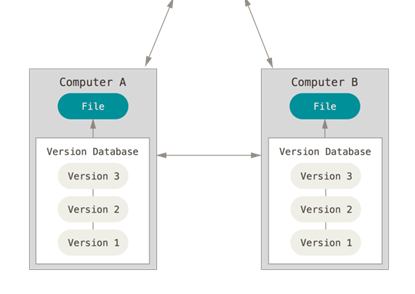 Computer A
File
Version Database
Version 3
Version 2
Version 1
Computer B
File
Version Database
Version 3
Version 2
Version 1